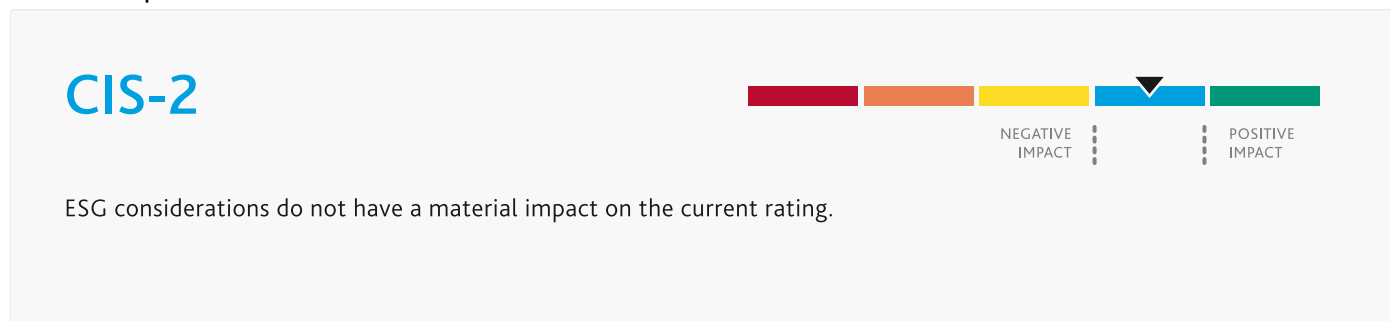 CIS-2
NEGATIVE
IMPACT
POSITIVE
IMPACT
ESG considerations do not have a material impact on the current rating.